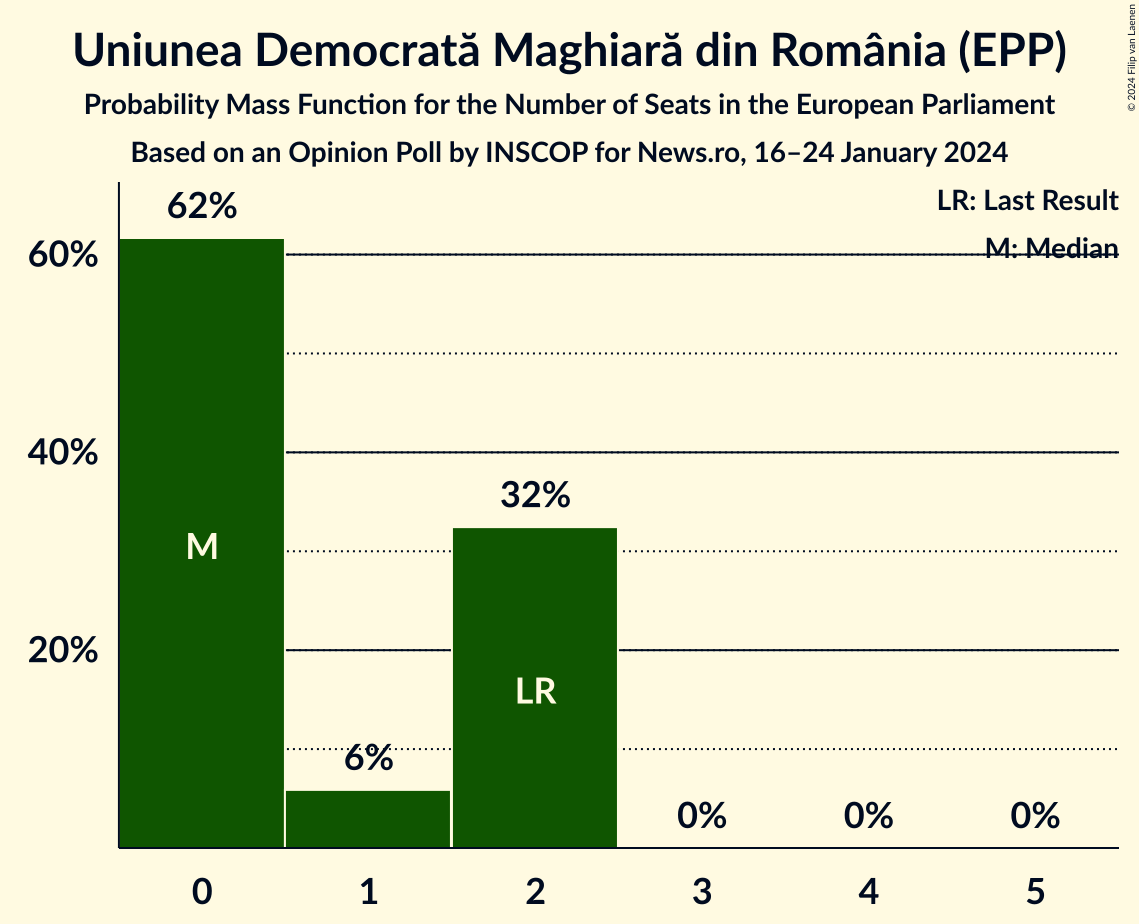 Uniunea Democrată Maghiară din România (EPP)
Probability Mass Function for the Number of Seats in the European Parliament
Based on an Opinion Poll by INSCOP for News.ro, 16–24 January 2024
© 2024 Filip van Laenen
LR: Last Result
M: Median
62%
60%
40%
32%
M
20%
LR
6%
0% 0% 0%
0 1 2 3 4 5